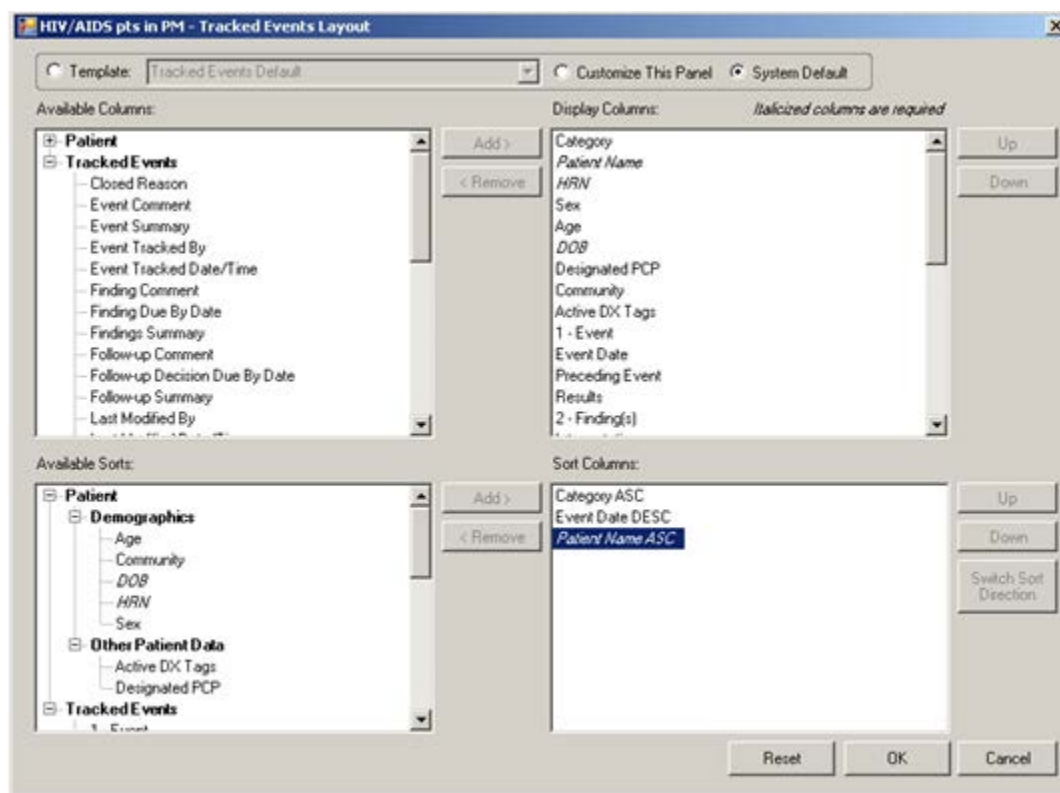 HIV/AIDS pts in PM - Tracked Events Layout
Template: Tracked Events Default Customize This Panel System Default
Available Columns:
Patient
Tracked Events
Closed Reason
Event Comment
Event Summary
Event Tracked By
Event Tracked Date/Time
Finding Comment
Finding Due By Date
Findings Summary
Follow-up Comment
Follow-up Decision Due By Date
Follow-up Summary
Last Modified By
Add >
< Remove
Display Columns: Italicized columns are required
Category
Patient Name
HRN
Sex
Age
DOB
Designated PCP
Community
Active DX Tags
1 - Event
Event Date
Preceding Event
Results
2 - Finding(s)
Up
Down
Available Sorts:
Patient
Demographics
Age
Community
DOB
HRN
Sex
Other Patient Data
Active DX Tags
Designated PCP
Tracked Events
1 - Event
Add >
< Remove
Sort Columns:
Category ASC
Event Date DESC
Patient Name ASC
Up
Down
Switch Sort
Direction
Reset
OK
Cancel